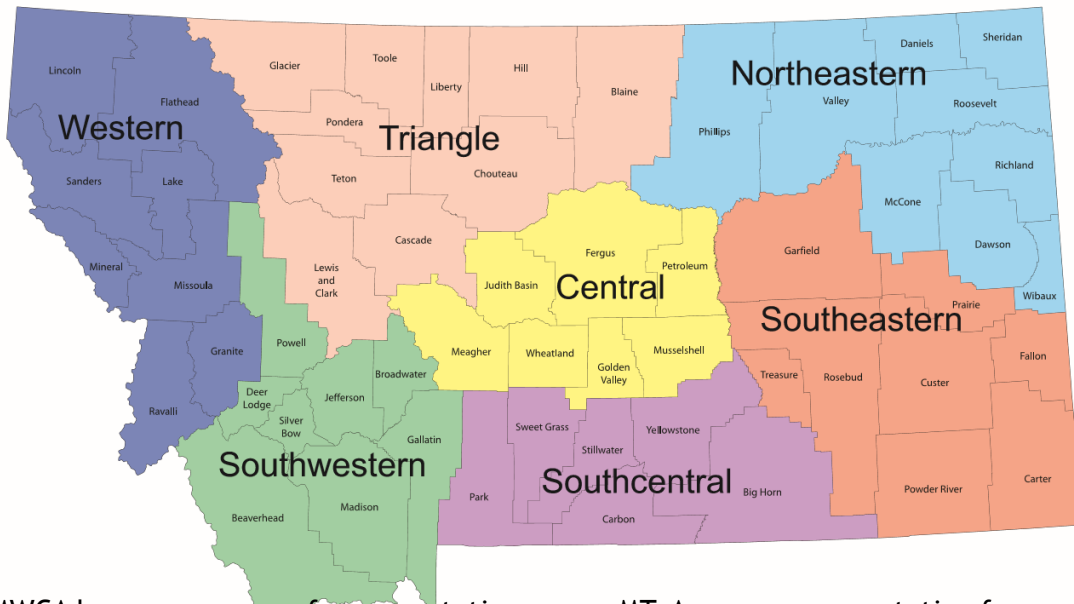 Lincoln
Flathead
Western
Sanders
Lake
Mineral
Missoula
Granite
Ravalli
Glacier
Toole
Liberty
Hill
Blaine
Pondera
Triangle
Teton
Chouteau
Cascade
Lewis
and
Clark
Northeastern
Daniels
Sheridan
Valley
Roosevelt
Phillips
Richland
McCone
Dawson
Wibaux
Fergus
Petroleum
Judith Basin
Central
Meagher
Wheatland
Golden
Valley
Musselshell
Garfield
Prairie
Southeastern
Treasure
Rosebud
Custer
Fallon
Powder River
Carter
Powell
Broadwater
Deer
Lodge
Jefferson
Silver
Bow
Gallatin
Southwestern
Beaverhead
Madison
Sweet Grass
Yellowstone
Stillwater
Southcentral
Park
Big Horn
Carbon